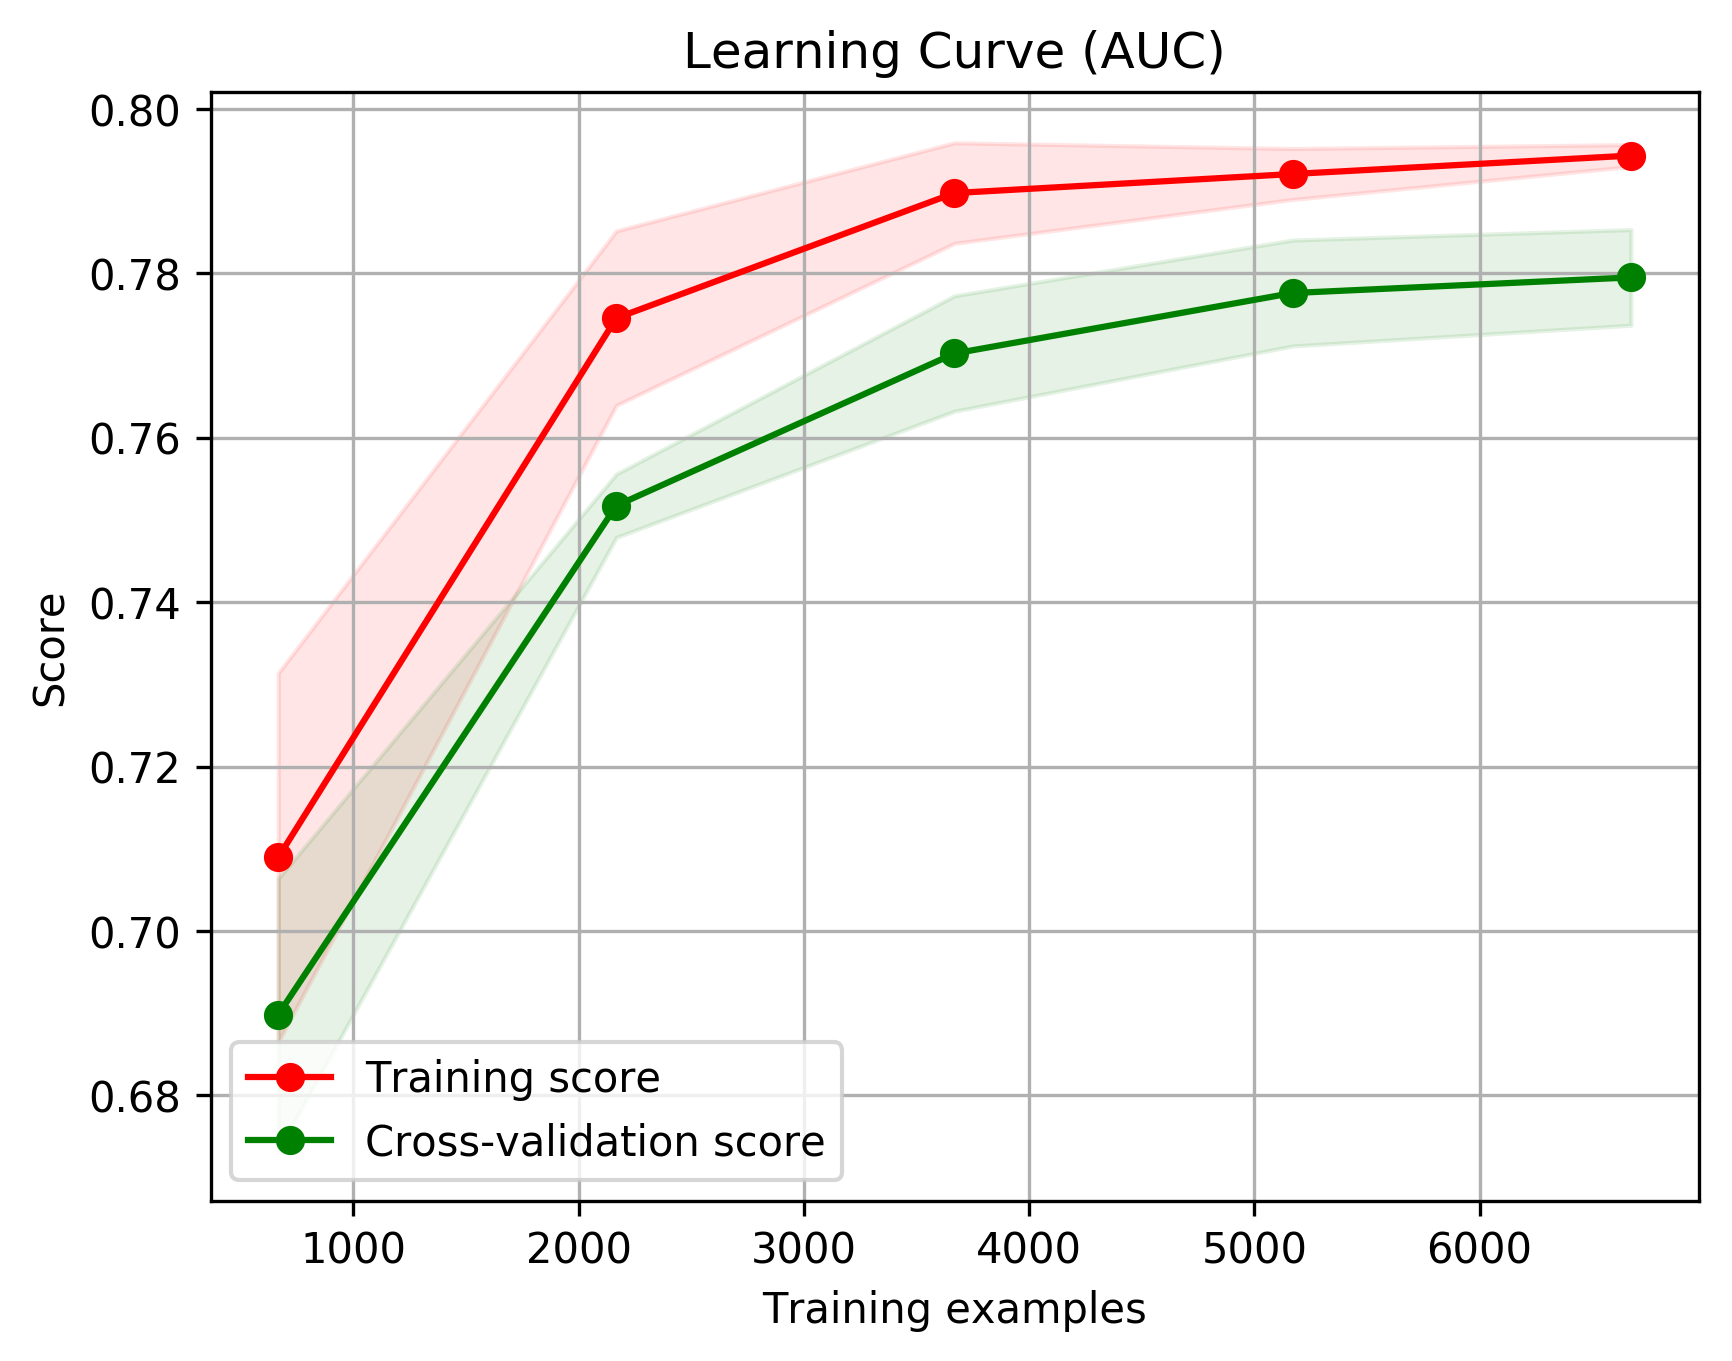 Learning Curve (AUC)
0.80
0.78
0.76
0.74
0.72
0.70
0.68
Score
Training score
Cross-validation score
1000 2000 3000 4000 5000 6000
Training examples